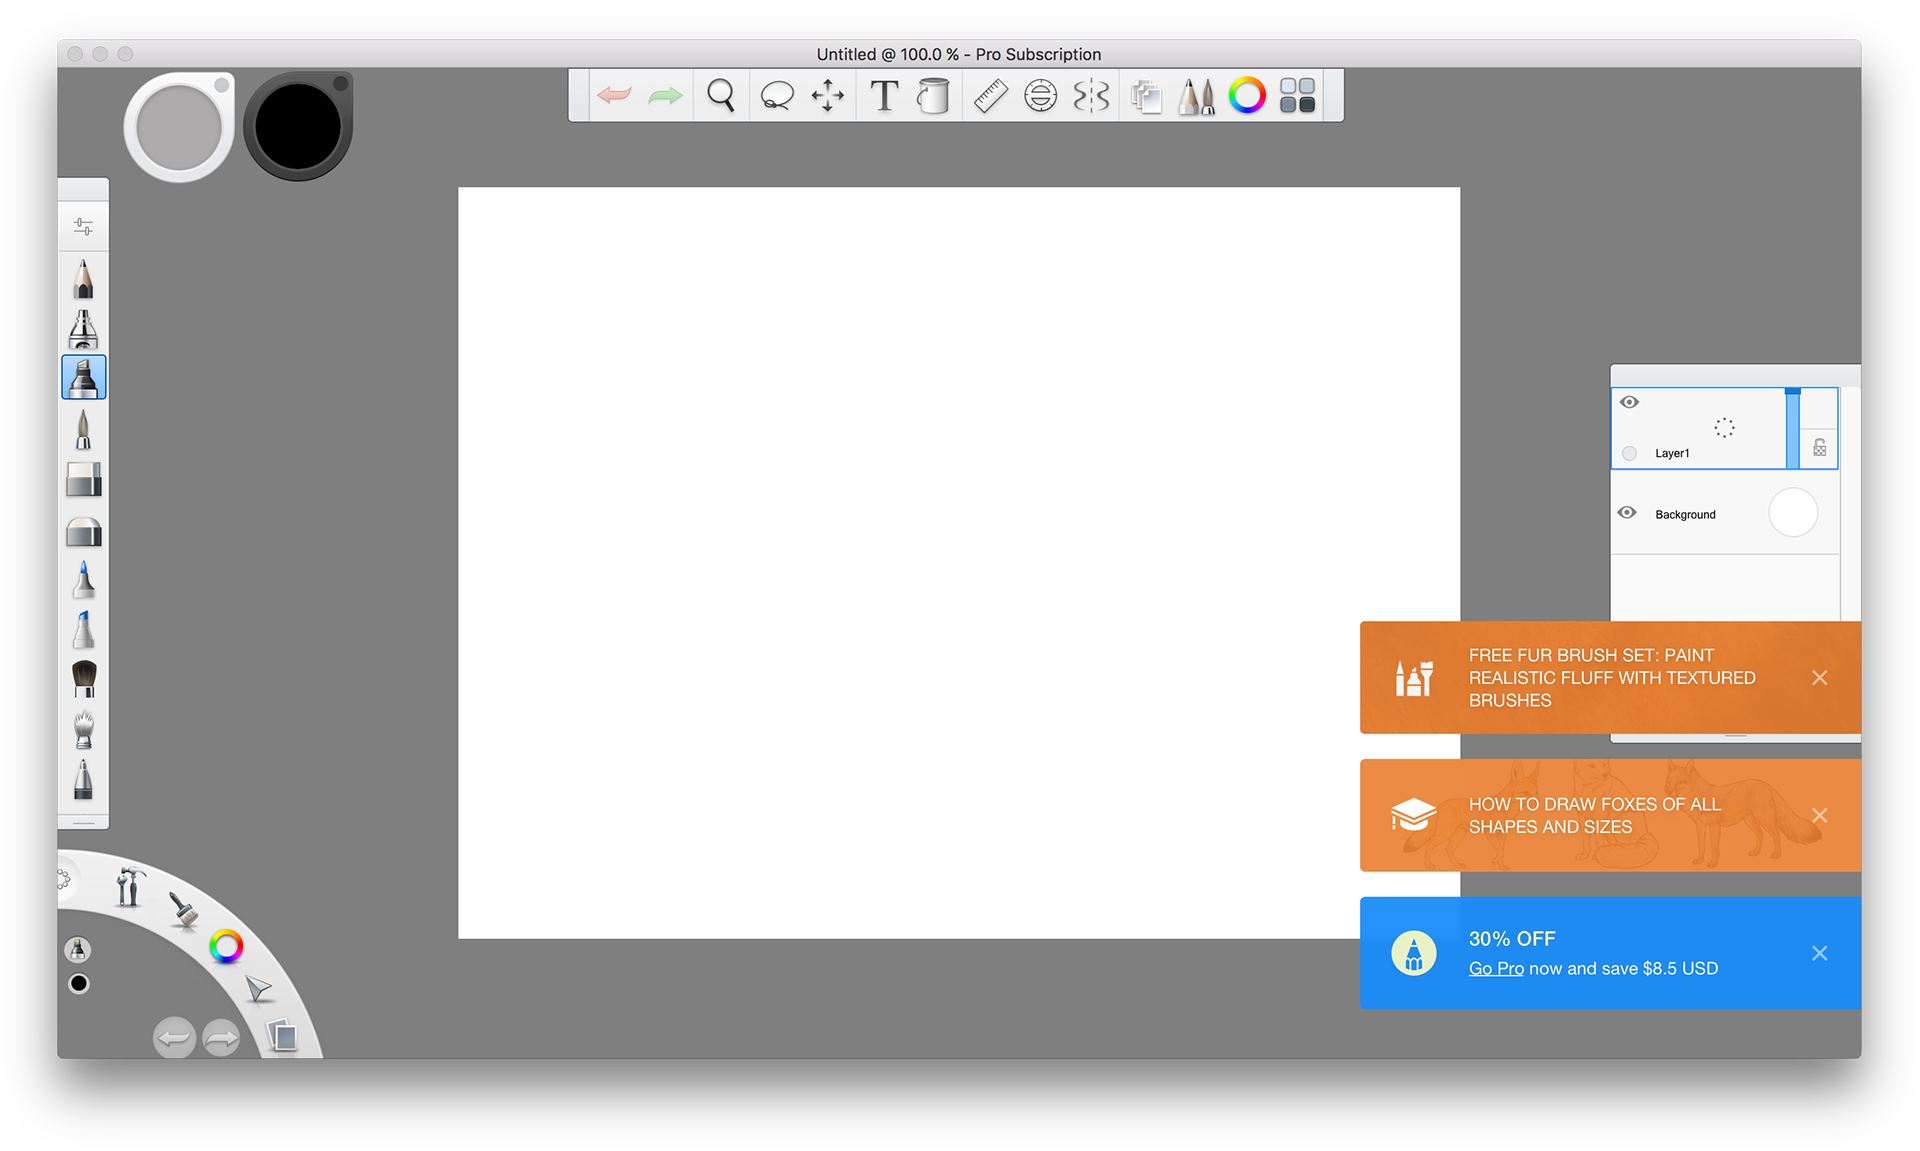 Untitled @ 100.0 % - Pro Subscription
T
Layer1
Background
FREE FUR BRUSH SET: PAINT
REALISTIC FLUFF WITH TEXTURED
BRUSHES
HOW TO DRAW FOXES OF ALL
SHAPES AND SIZES
30% OFF
Go Pro now and save $8.5 USD